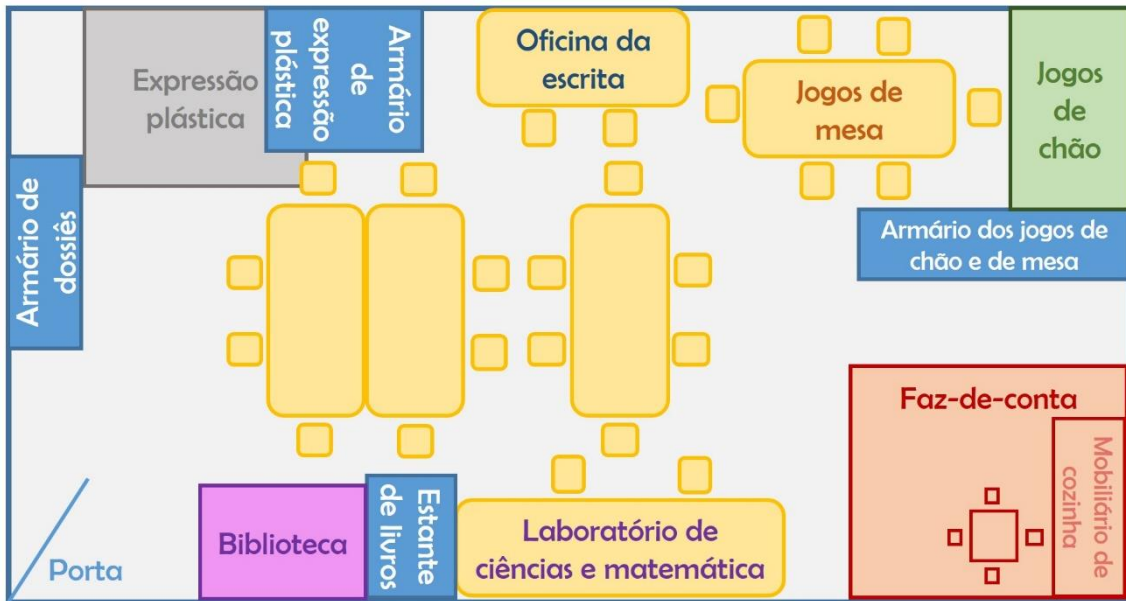 Expressão
plástica
Armário
de
expressão
plástica
Oficina da
escrita
Jogos de
mesa
Jogos
de
chão
Armário de
dossiês
Armário dos jogos de
chão e de mesa
Faz-de-conta
Mobiliário de
cozinha
Porta
Biblioteca
Estante
de livros
Laboratório de
ciências e matemática